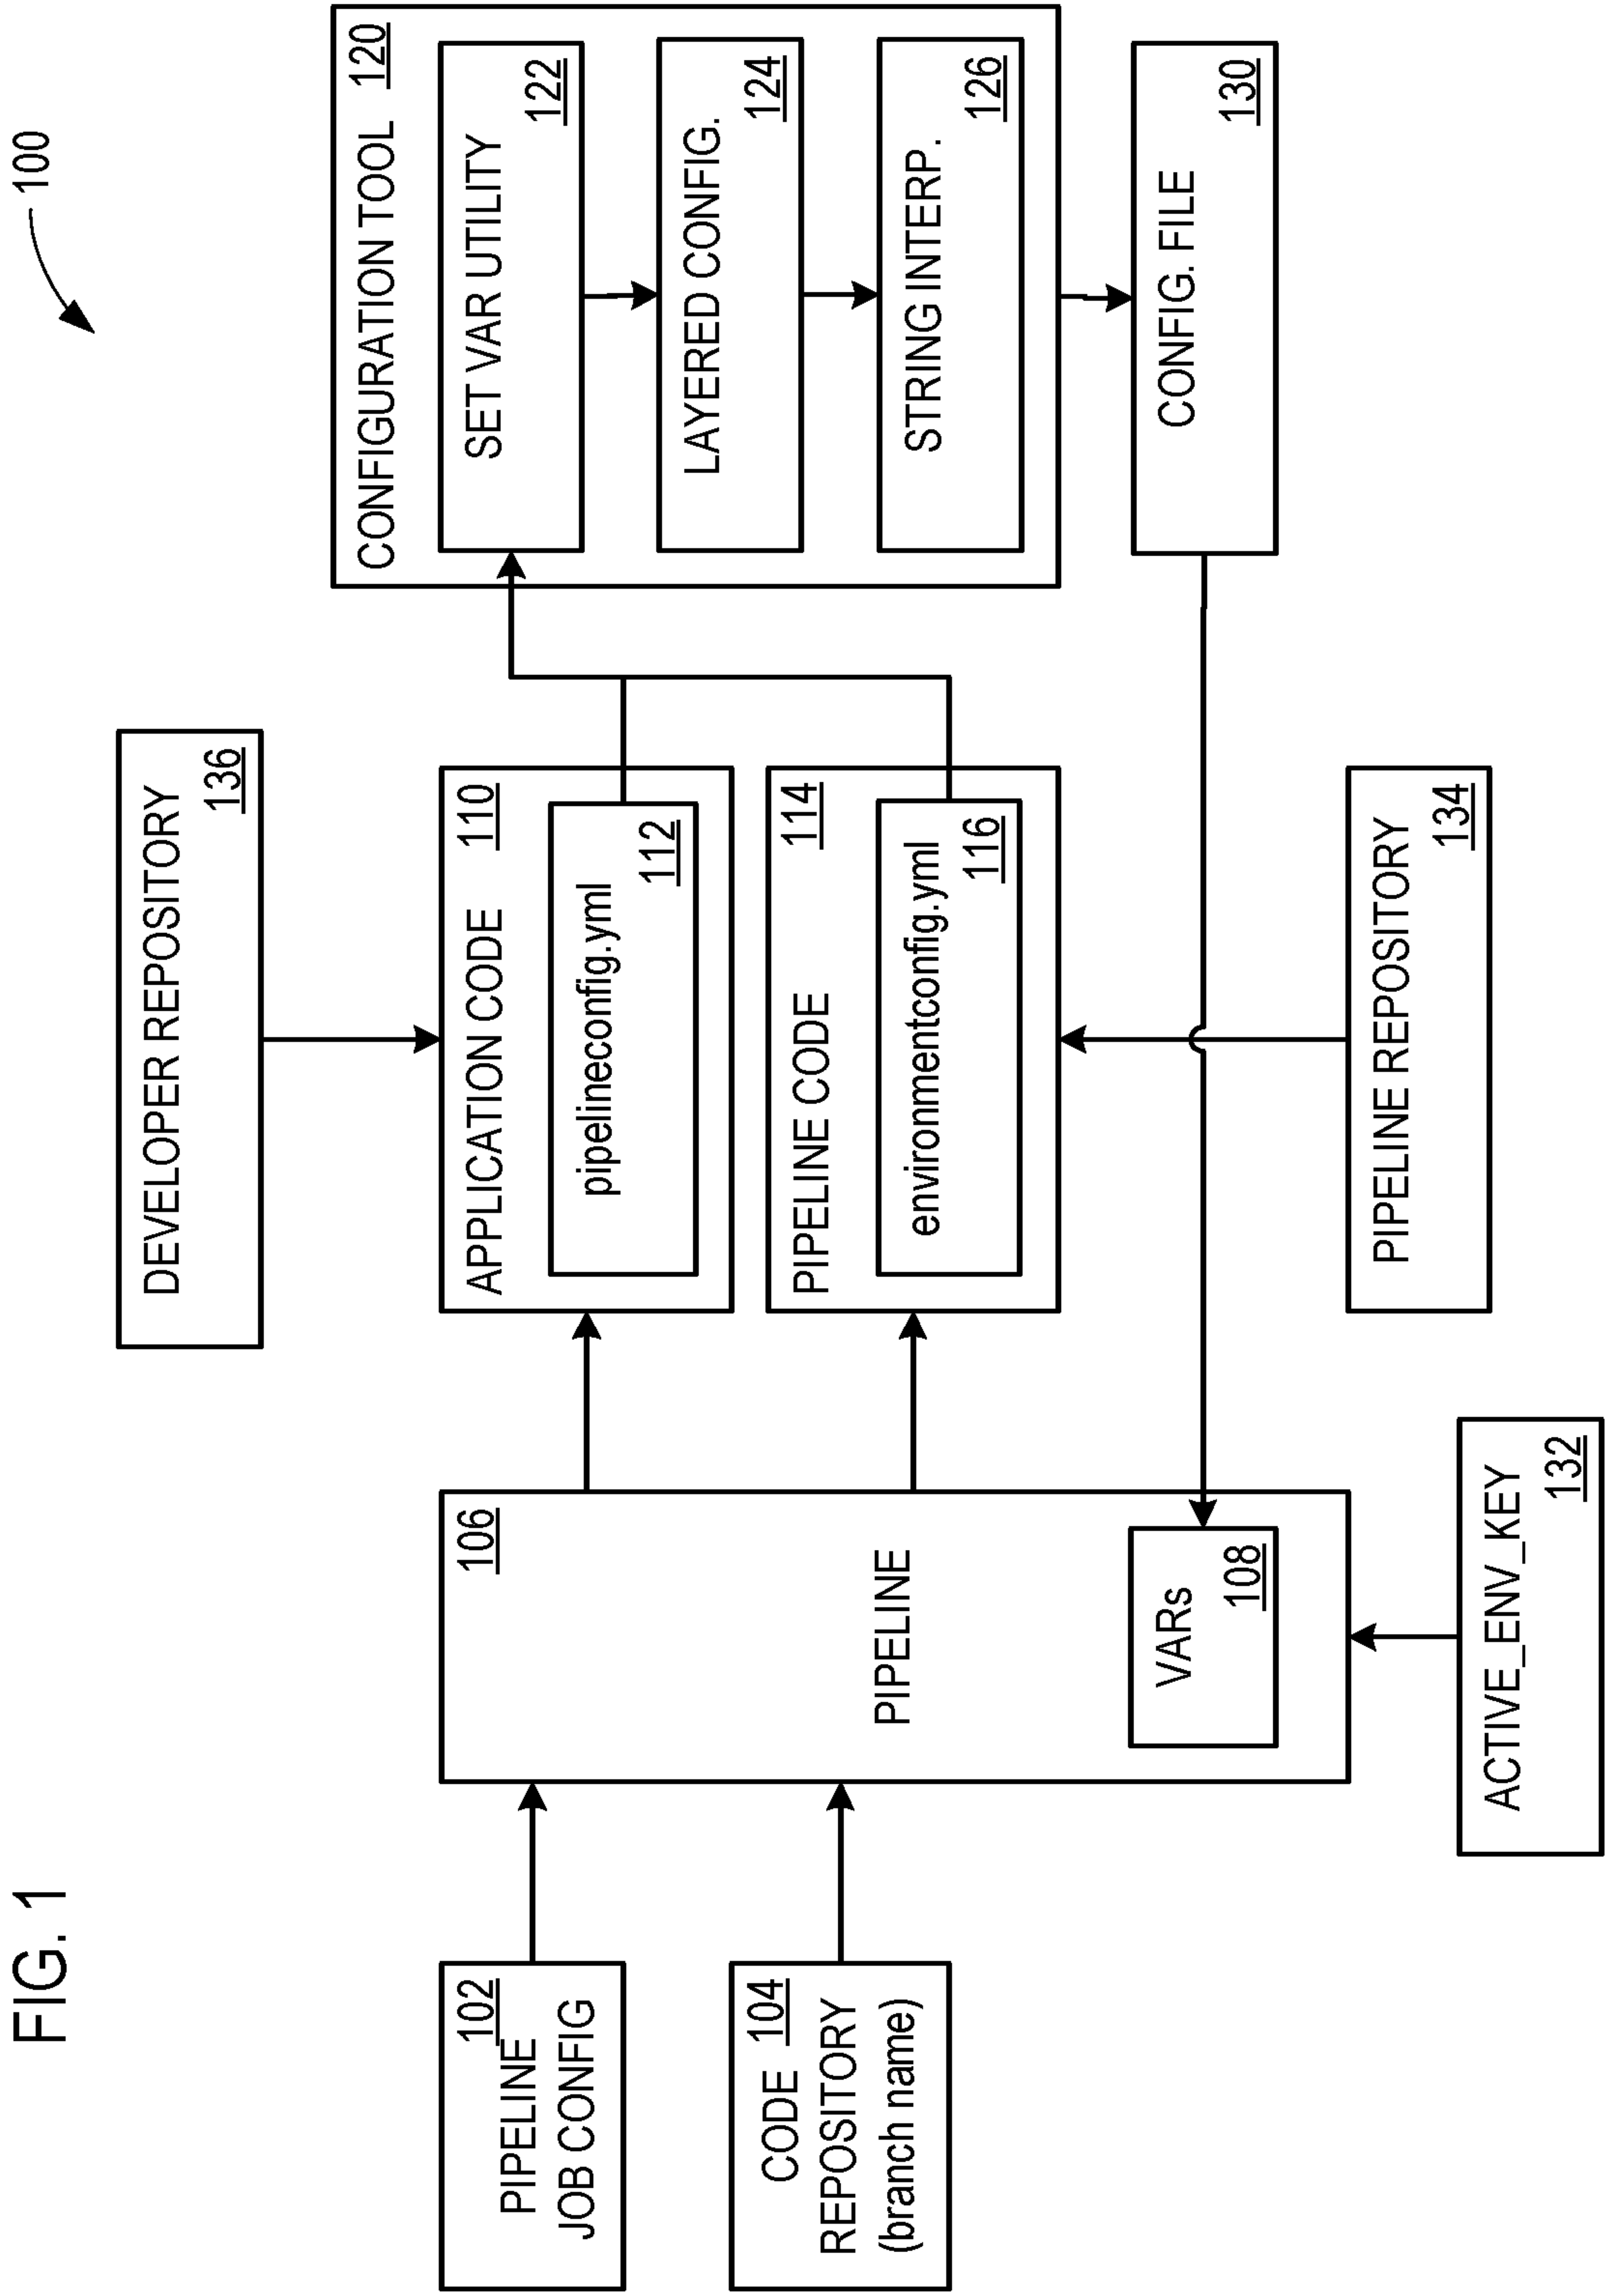 FIG. 1
100
DEVELOPER REPOSITORY
136
PIPELINE
JOB CONFIG
102
CODE
REPOSITORY
(branch name)
104
106
PIPELINE
VARs
108
ACTIVE_ENV_KEY
132
APPLICATION CODE
110
pipelineconfig.yml
112
PIPELINE CODE
114
environmentconfig.yml
116
PIPELINE REPOSITORY
134
CONFIGURATION TOOL
120
SET VAR UTILITY
122
LAYERED CONFIG.
124
STRING INTERP.
126
CONFIG. FILE
130